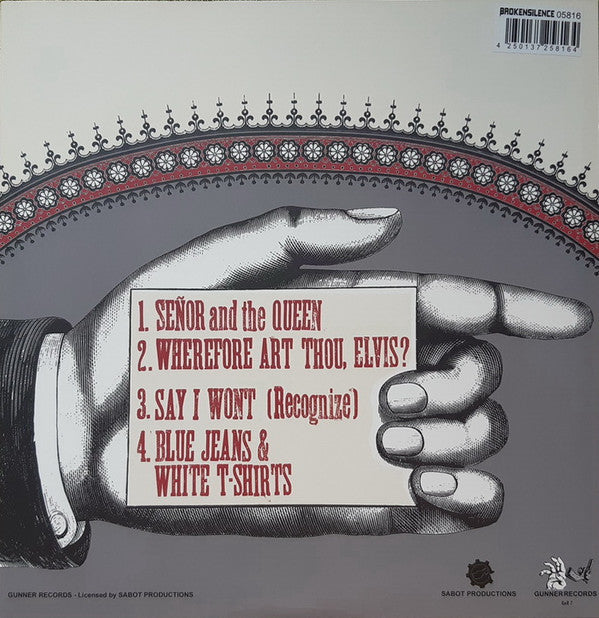 BROKENSILENCE 05816
4 250137 258164
1. SEÑOR and the QUEEN
2. WHEREFORE ART THOU, ELVIS?
3. SAY I WONT (Recognize)
4. BLUE JEANS &
WHITE T-SHIRTS
GUNNER RECORDS - Licensed by SABOT PRODUCTIONS
SABOT PRODUCTIONS
GUNNERRECORDS